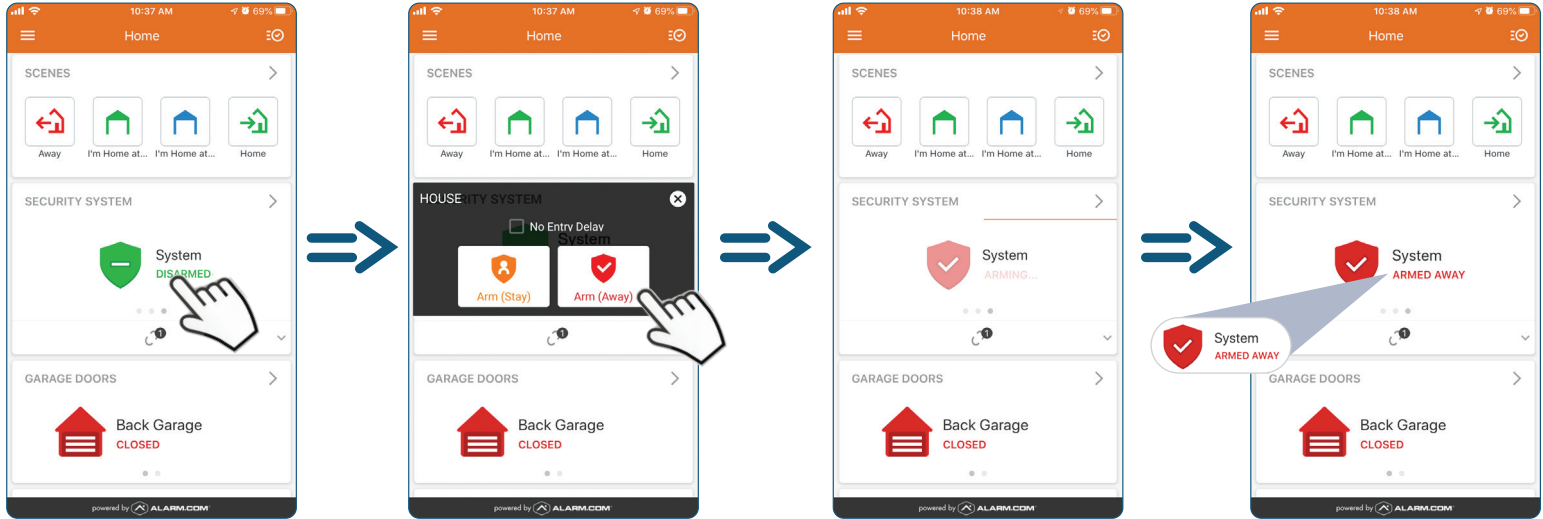 10:37 AM 69%
Home
SCENES
Away I'm Home at... I'm Home at... Home
SECURITY SYSTEM
System
DISARMED
1
GARAGE DOORS
Back Garage
CLOSED
powered by ALARM.COM
10:37 AM 69%
Home
SCENES
Away I'm Home at... I'm Home at... Home
HOUSE
SECURITY SYSTEM
No Entry Delay
System
Arm (Stay) Arm (Away)
1
GARAGE DOORS
Back Garage
CLOSED
powered by ALARM.COM
10:38 AM 69%
Home
SCENES
Away I'm Home at... I'm Home at... Home
SECURITY SYSTEM
System
ARMING...
1
GARAGE DOORS
Back Garage
CLOSED
powered by ALARM.COM
10:38 AM 69%
Home
SCENES
Away I'm Home at... I'm Home at... Home
SECURITY SYSTEM
System
ARMED AWAY
1
System
ARMED AWAY
GARAGE DOORS
Back Garage
CLOSED
powered by ALARM.COM